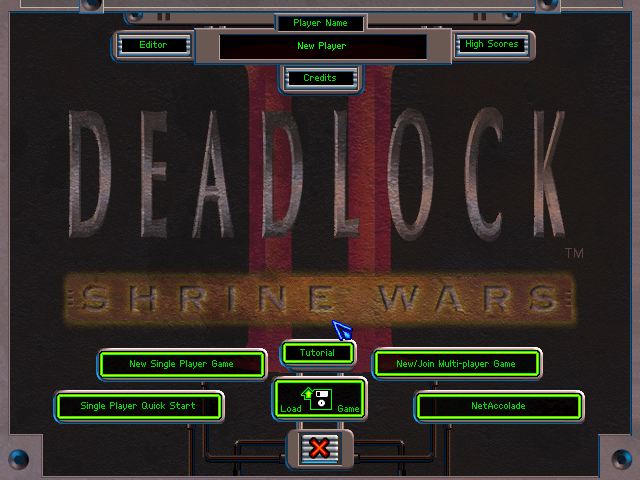 Player Name
Editor
New Player
High Scores
Credits
II
DEADLOCK
TM
SHRINE WARS
Tutorial
New Single Player Game
New/Join Multi-player Game
Single Player Quick Start
Load Game
NetAccolade